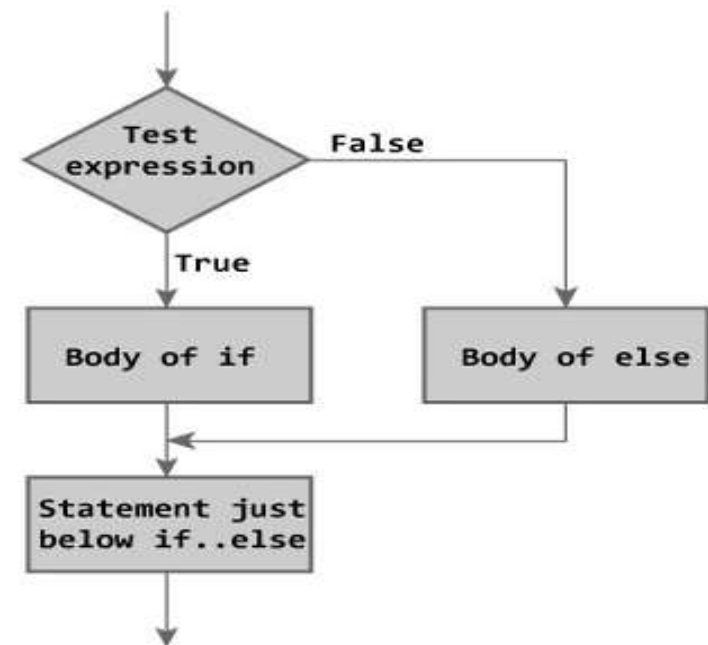 Test
expression
False
True
Body of if
Body of else
Statement just
below if..else